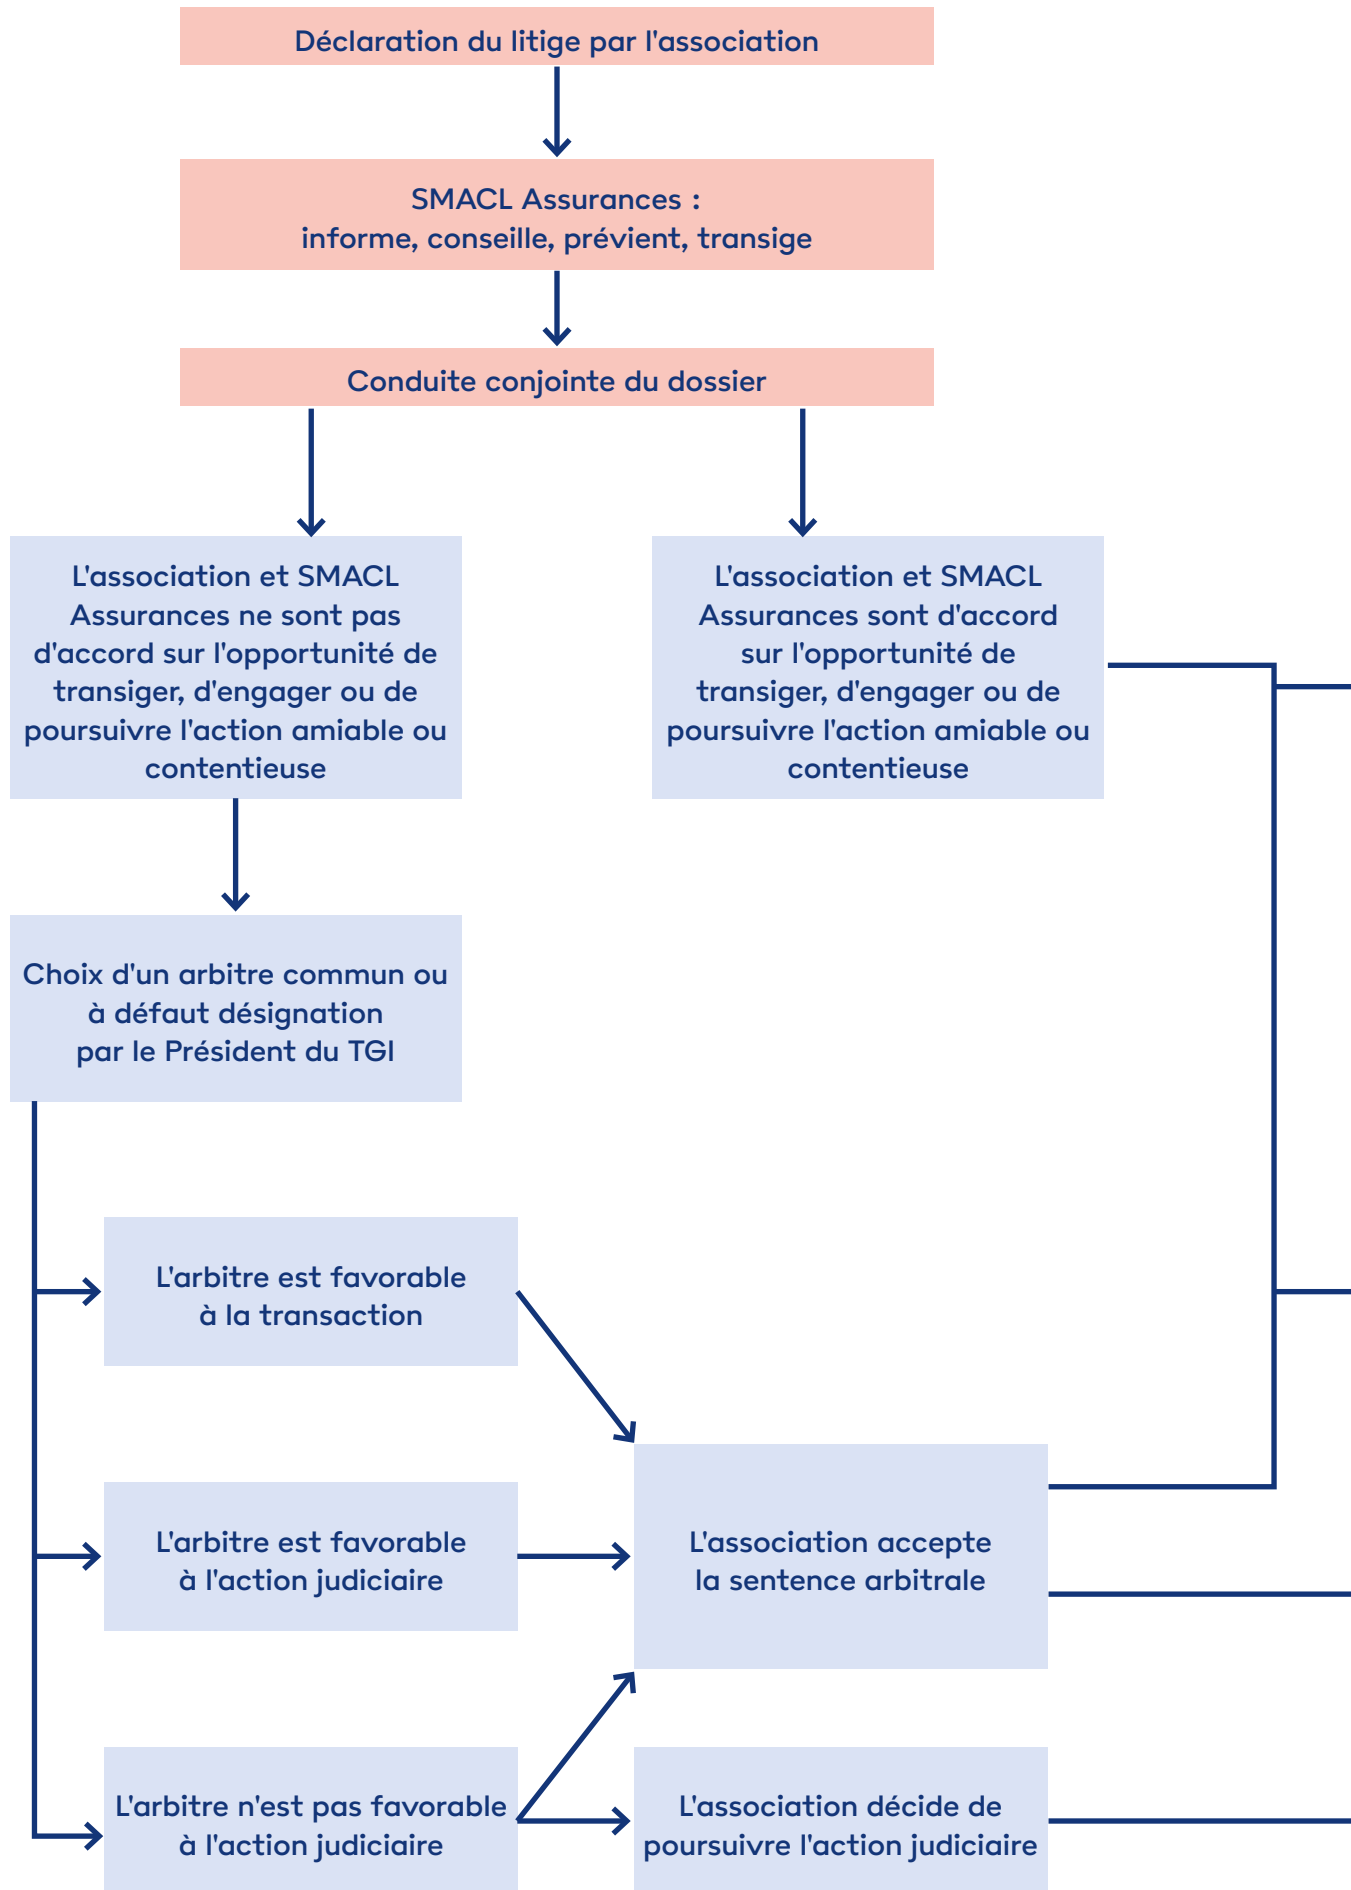 Déclaration du litige par l'association
SMACL Assurances :
informe, conseille, prévient, transige
Conduite conjointe du dossier
L'association et SMACL
Assurances ne sont pas
d'accord sur l'opportunité de
transiger, d'engager ou de
poursuivre l'action amiable ou
contentieuse
L'association et SMACL
Assurances sont d'accord
sur l'opportunité de
transiger, d'engager ou de
poursuivre l'action amiable ou
contentieuse
Choix d'un arbitre commun ou
à défaut désignation
par le Président du TGI
L'arbitre est favorable
à la transaction
L'arbitre est favorable
à l'action judiciaire
L'association accepte
la sentence arbitrale
L'arbitre n'est pas favorable
à l'action judiciaire
L'association décide de
poursuivre l'action judiciaire